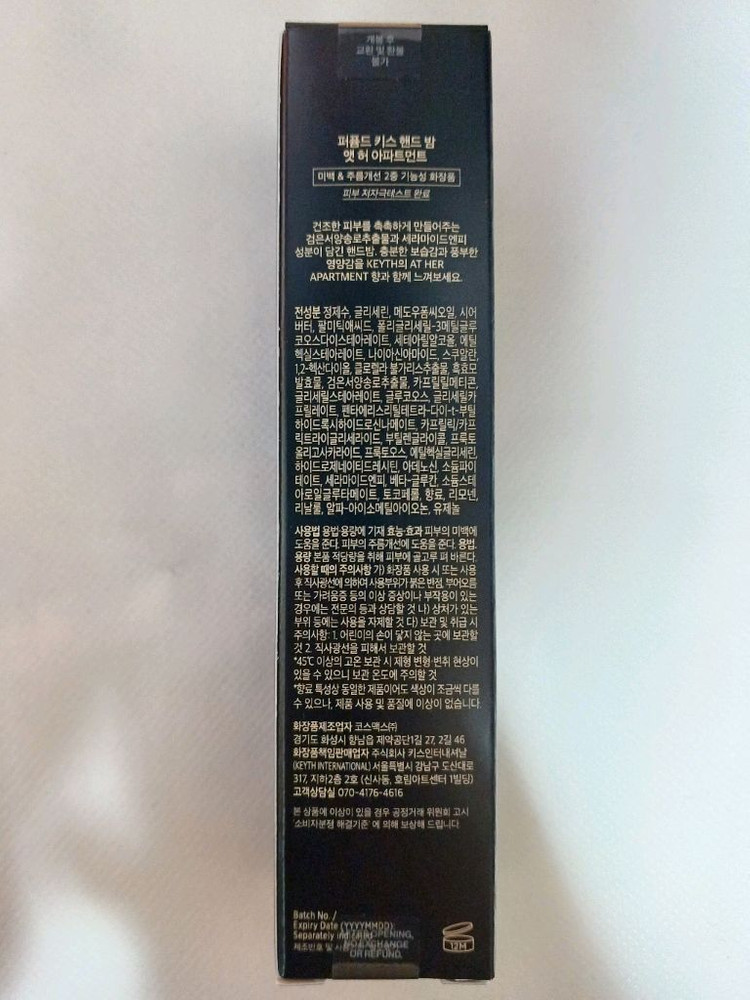 개봉 후
교환 및 환불
불가
퍼퓸드 키스 핸드 밤
앳 허 아파트먼트
미백 & 주름개선 2중 기능성 화장품
피부 저자극테스트 완료
건조한 피부를 촉촉하게 만들어주는
검은서양송로추출물과 세라마이드엔피
성분이 담긴 핸드밤. 충분한 보습감과 풍부한
영양감을 KEYTH의 AT HER
APARTMENT 향과 함께 느껴보세요.
전성분 정제수, 글리세린, 메도우폼씨오일, 시어
버터, 팔미틱애씨드, 폴리글리세릴-3메틸글루
코오스다이스테아레이트, 세테아릴알코올, 에틸
헥실스테아레이트, 나이아신아마이드, 스쿠알란,
1,2-헥산다이올, 클로렐라 불가리스추출물, 흑효모
발효물, 검은서양송로추출물, 카프릴릴메티콘,
글리세릴스테아레이트, 글루코오스, 글리세릴카
프릴레이트, 펜타에리스리틸테트라-다이-t-부틸
하이드록시하이드로신나메이트, 카프릴릭/카프
릭트라이글리세라이드, 부틸렌글라이콜, 프룩토
올리고사카라이드, 프룩토오스, 에틸헥실글리세린,
하이드로제네이티드레시틴, 아데노신, 소듐파이
테이트, 세라마이드엔피, 베타-글루칸, 소듐스테
아로일글루타메이트, 토코페롤, 향료, 리모넨,
리날룰, 알파-아이소메틸아이오논, 유제놀
사용법 용법·용량에 기재 효능·효과 피부의 미백에
도움을 준다. 피부의 주름개선에 도움을 준다. 용법·
용량 본품 적당량을 취해 피부에 골고루 펴 바른다.
사용할 때의 주의사항 가) 화장품 사용 시 또는 사용
후 직사광선에 의하여 사용부위가 붉은 반점, 부어오름
또는 가려움증 등의 이상 증상이나 부작용이 있는
경우에는 전문의 등과 상담할 것 나) 상처가 있는
부위 등에는 사용을 자제할 것 다) 보관 및 취급 시
주의사항: 1. 어린이의 손이 닿지 않는 곳에 보관할
것 2. 직사광선을 피해서 보관할 것
*45℃ 이상의 고온 보관 시 제형 변형·변취 현상이
있을 수 있으니 보관 온도에 주의할 것
*향료 특성상 동일한 제품이어도 색상이 조금씩 다를
수 있으나, 제품 사용 및 품질에 이상이 없습니다.
화장품제조업자 코스맥스㈜
경기도 화성시 향남읍 제약공단1길 27, 2길 46
화장품책임판매업자 주식회사 키스인터내셔날
(KEYTH INTERNATIONAL) 서울특별시 강남구 도산대로
317, 지하2층 2호 (신사동, 호림아트센터 1빌딩)
고객상담실 070-4176-4616
본 상품에 이상이 있을 경우 공정거래 위원회 고시
'소비자분쟁 해결기준' 에 의해 보상해 드립니다.
Batch No. /
Expiry Date (YYYYMMDD):
Separately
제조번호 및
AFTER OPENING,
NO EXCHANGE
OR REFUND.
12M